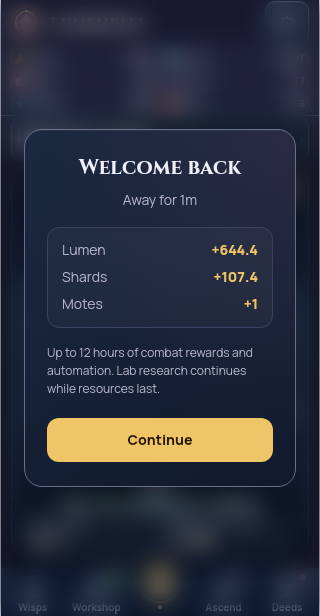 Welcome back
Away for 1m
Lumen +644.4
Shards +107.4
Motes +1
Up to 12 hours of combat rewards and
automation. Lab research continues
while resources last.
Continue
Wisps Workshop Ascend Deeds